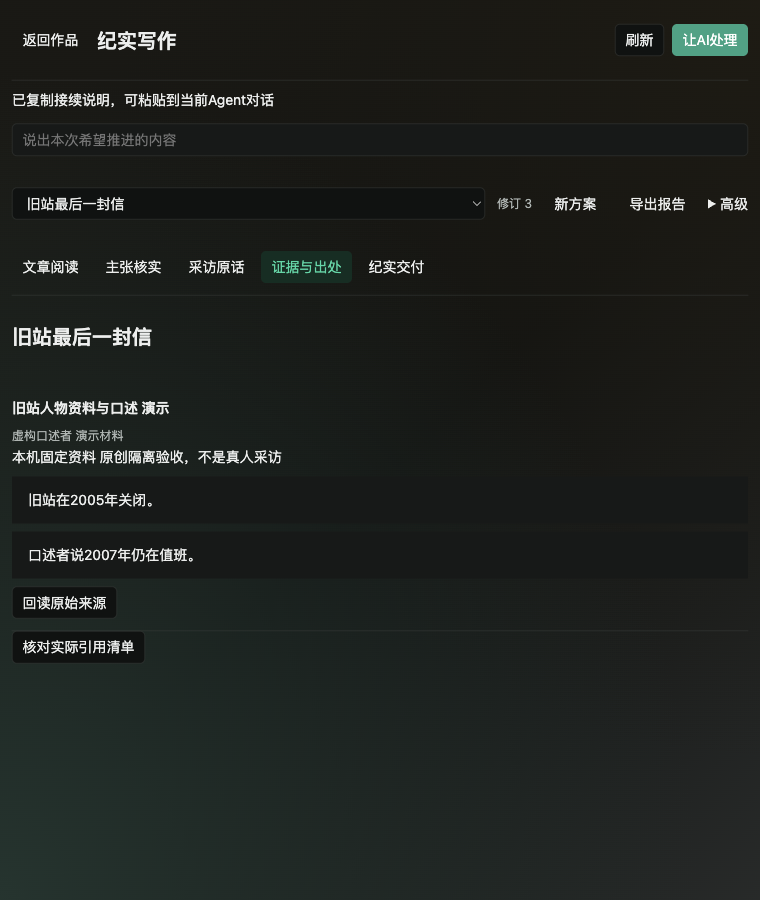 返回作品 纪实写作 刷新 让AI处理
已复制接续说明，可粘贴到当前Agent对话
说出本次希望推进的内容
旧站最后一封信 修订 3 新方案 导出报告 ▶ 高级
文章阅读 主张核实 采访原话 证据与出处 纪实交付
旧站最后一封信
旧站人物资料与口述 演示
虚构口述者 演示材料
本机固定资料 原创隔离验收，不是真人采访
旧站在2005年关闭。
口述者说2007年仍在值班。
回读原始来源
核对实际引用清单